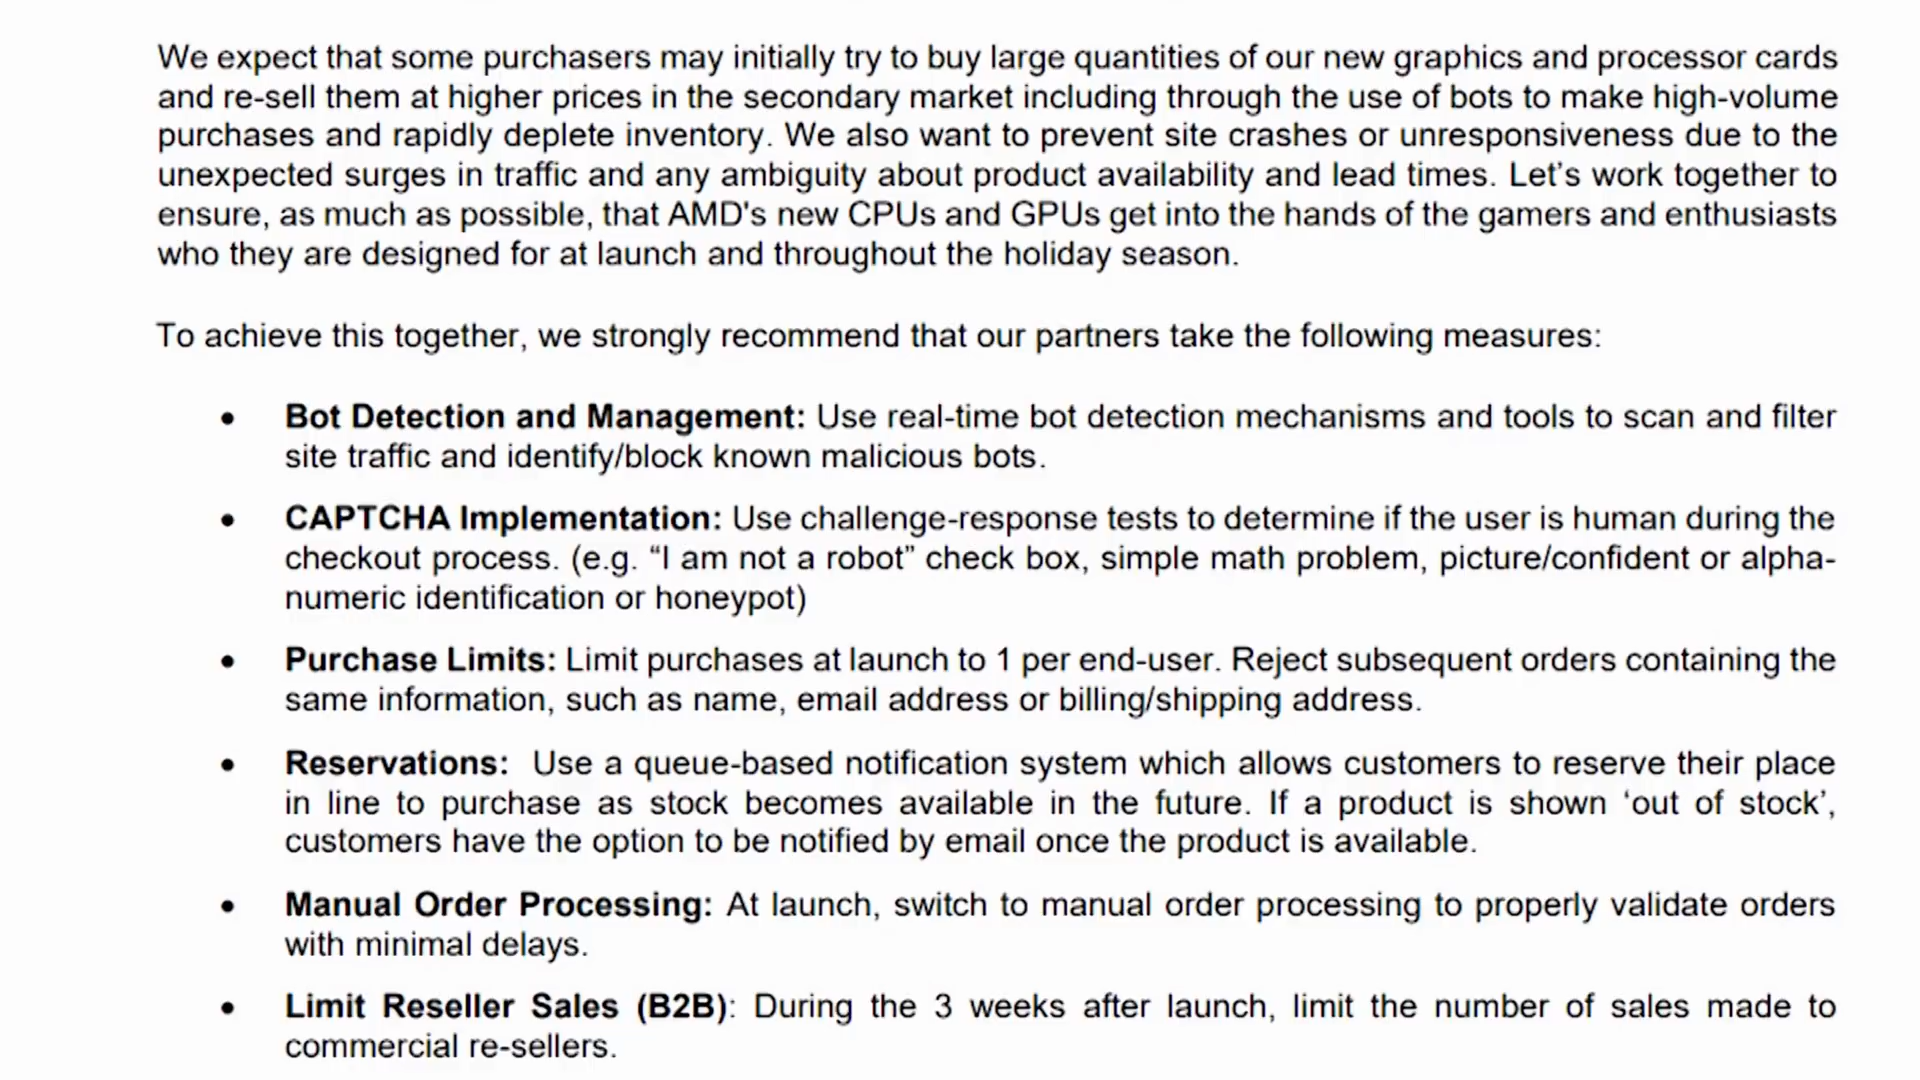 We expect that some purchasers may initially try to buy large quantities of our new graphics and processor cards
and re-sell them at higher prices in the secondary market including through the use of bots to make high-volume
purchases and rapidly deplete inventory. We also want to prevent site crashes or unresponsiveness due to the
unexpected surges in traffic and any ambiguity about product availability and lead times. Let’s work together to
ensure, as much as possible, that AMD's new CPUs and GPUs get into the hands of the gamers and enthusiasts
who they are designed for at launch and throughout the holiday season.
To achieve this together, we strongly recommend that our partners take the following measures:
• Bot Detection and Management: Use real-time bot detection mechanisms and tools to scan and filter
site traffic and identify/block known malicious bots.
• CAPTCHA Implementation: Use challenge-response tests to determine if the user is human during the
checkout process. (e.g. “I am not a robot” check box, simple math problem, picture/confident or alpha-
numeric identification or honeypot)
• Purchase Limits: Limit purchases at launch to 1 per end-user. Reject subsequent orders containing the
same information, such as name, email address or billing/shipping address.
• Reservations: Use a queue-based notification system which allows customers to reserve their place
in line to purchase as stock becomes available in the future. If a product is shown ‘out of stock’,
customers have the option to be notified by email once the product is available.
• Manual Order Processing: At launch, switch to manual order processing to properly validate orders
with minimal delays.
• Limit Reseller Sales (B2B): During the 3 weeks after launch, limit the number of sales made to
commercial re-sellers.